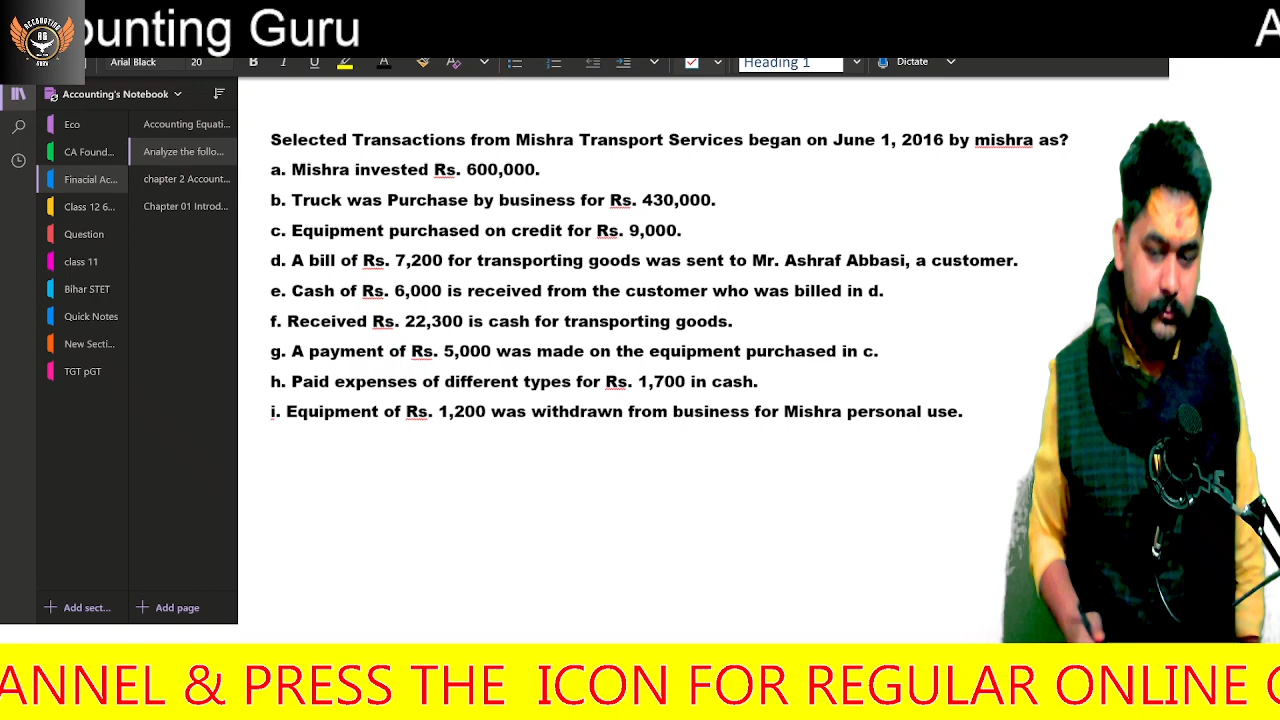 ounting Guru
A
ACCOUNTING
AG
GURU
Arial Black 20 B I U A Heading 1 Dictate
Accounting's Notebook
Eco
CA Found...
Finacial Ac...
Class 12 6...
Question
class 11
Bihar STET
Quick Notes
New Secti...
TGT pGT
Add sect...
Accounting Equati...
Analyze the follo...
chapter 2 Account...
Chapter 01 Introd...
Add page
Selected Transactions from Mishra Transport Services began on June 1, 2016 by mishra as?
a. Mishra invested Rs. 600,000.
b. Truck was Purchase by business for Rs. 430,000.
c. Equipment purchased on credit for Rs. 9,000.
d. A bill of Rs. 7,200 for transporting goods was sent to Mr. Ashraf Abbasi, a customer.
e. Cash of Rs. 6,000 is received from the customer who was billed in d.
f. Received Rs. 22,300 is cash for transporting goods.
g. A payment of Rs. 5,000 was made on the equipment purchased in c.
h. Paid expenses of different types for Rs. 1,700 in cash.
i. Equipment of Rs. 1,200 was withdrawn from business for Mishra personal use.
ANNEL & PRESS THE ICON FOR REGULAR ONLINE C